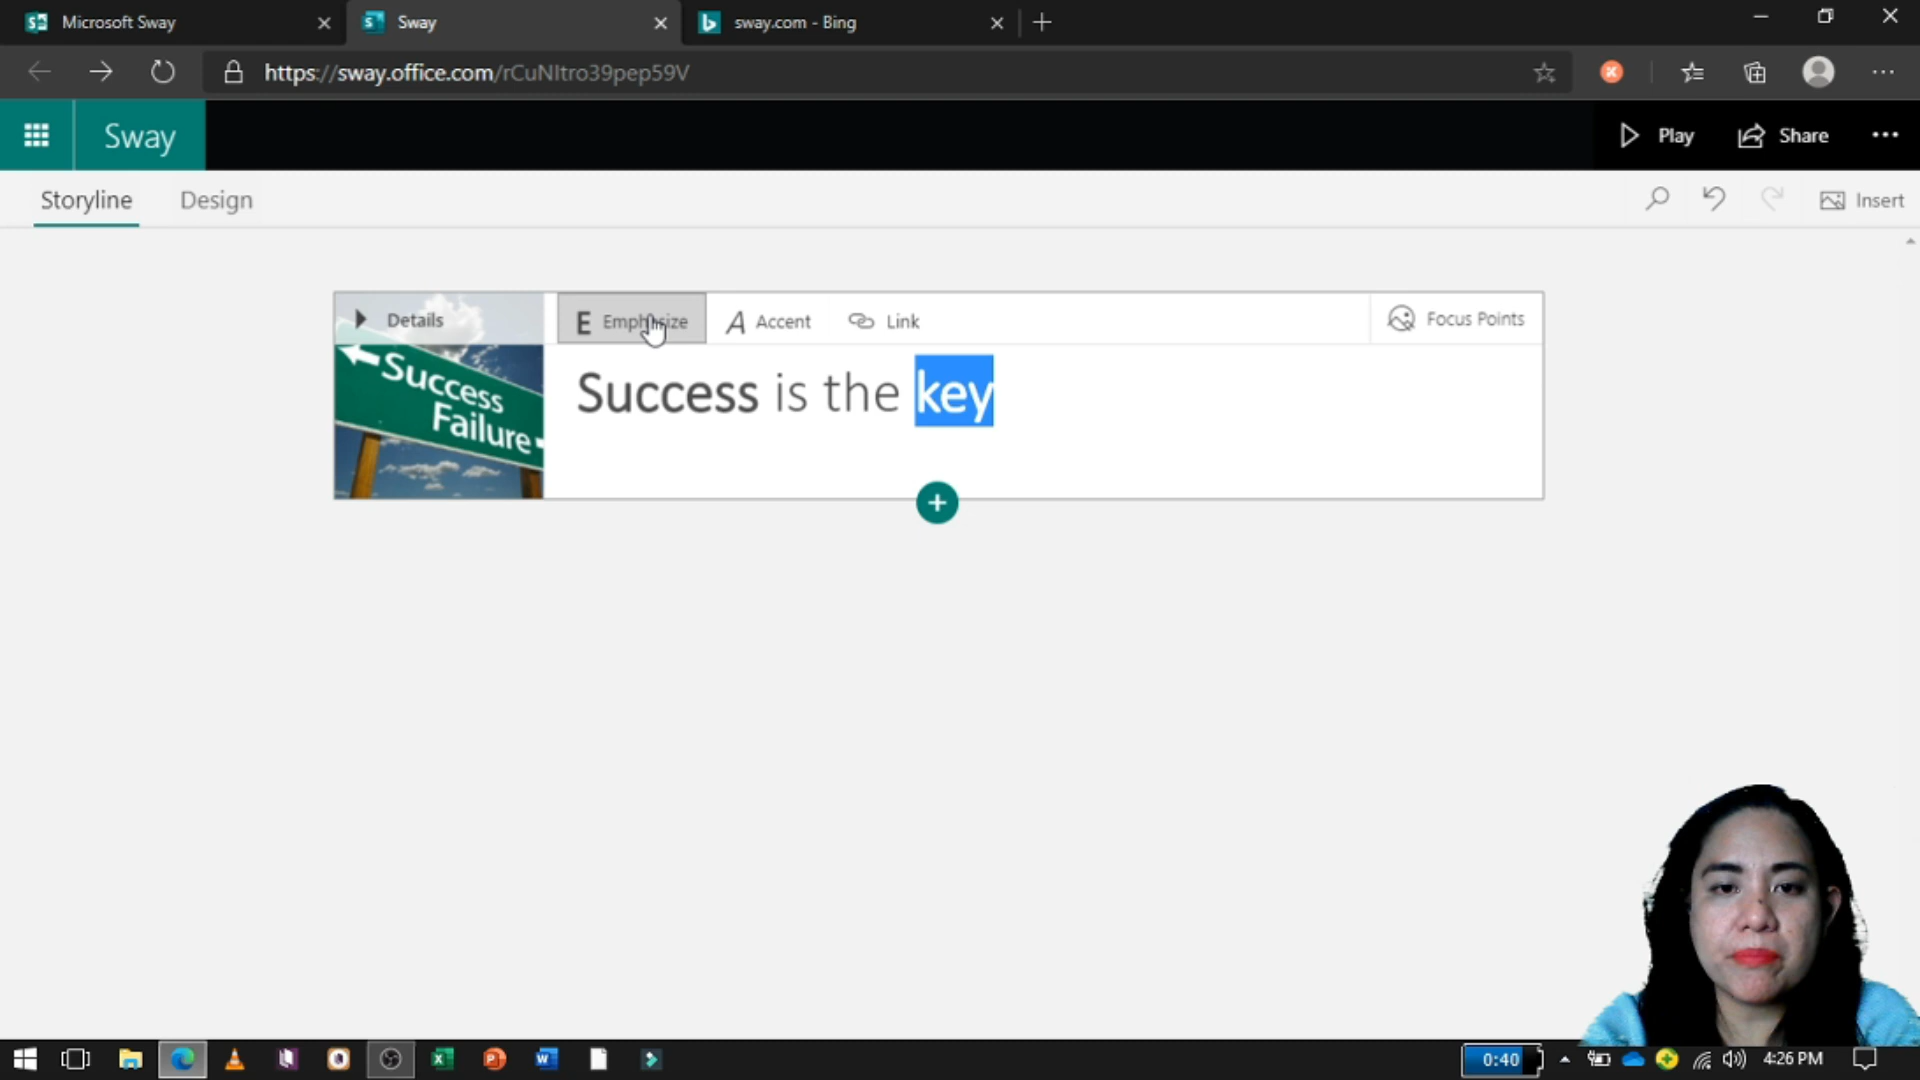 Microsoft Sway
Sway
sway.com - Bing
https://sway.office.com/rCuNItro39pep59V
Sway
Play
Share
Storyline
Design
Insert
Details
E Emphasize
A Accent
Link
Focus Points
Success
Failure
Success is the key
0:40
4:26 PM